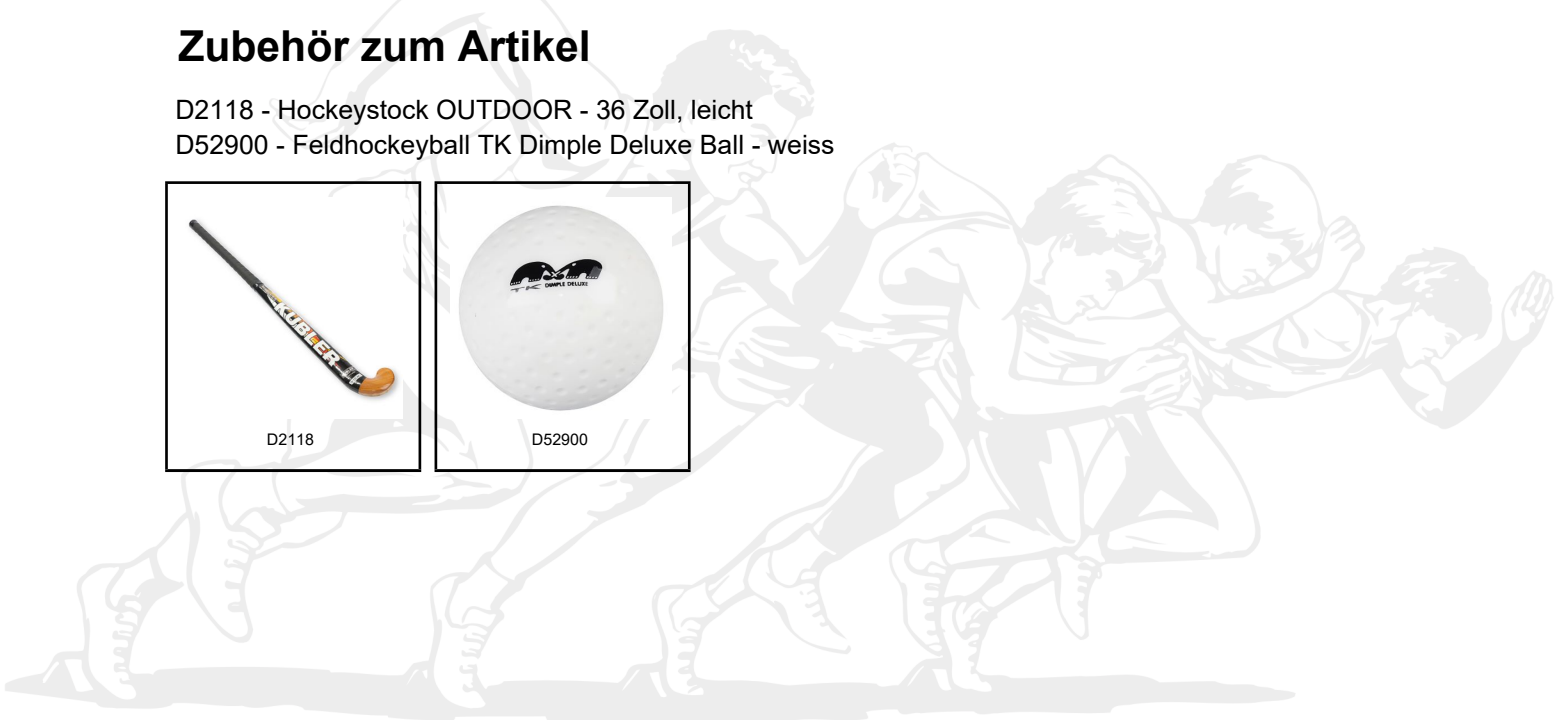 Zubehör zum Artikel
D2118 - Hockeystock OUTDOOR - 36 Zoll, leicht
D52900 - Feldhockeyball TK Dimple Deluxe Ball - weiss
KÜBLER
TK DIMPLE DELUXE
D2118
D52900